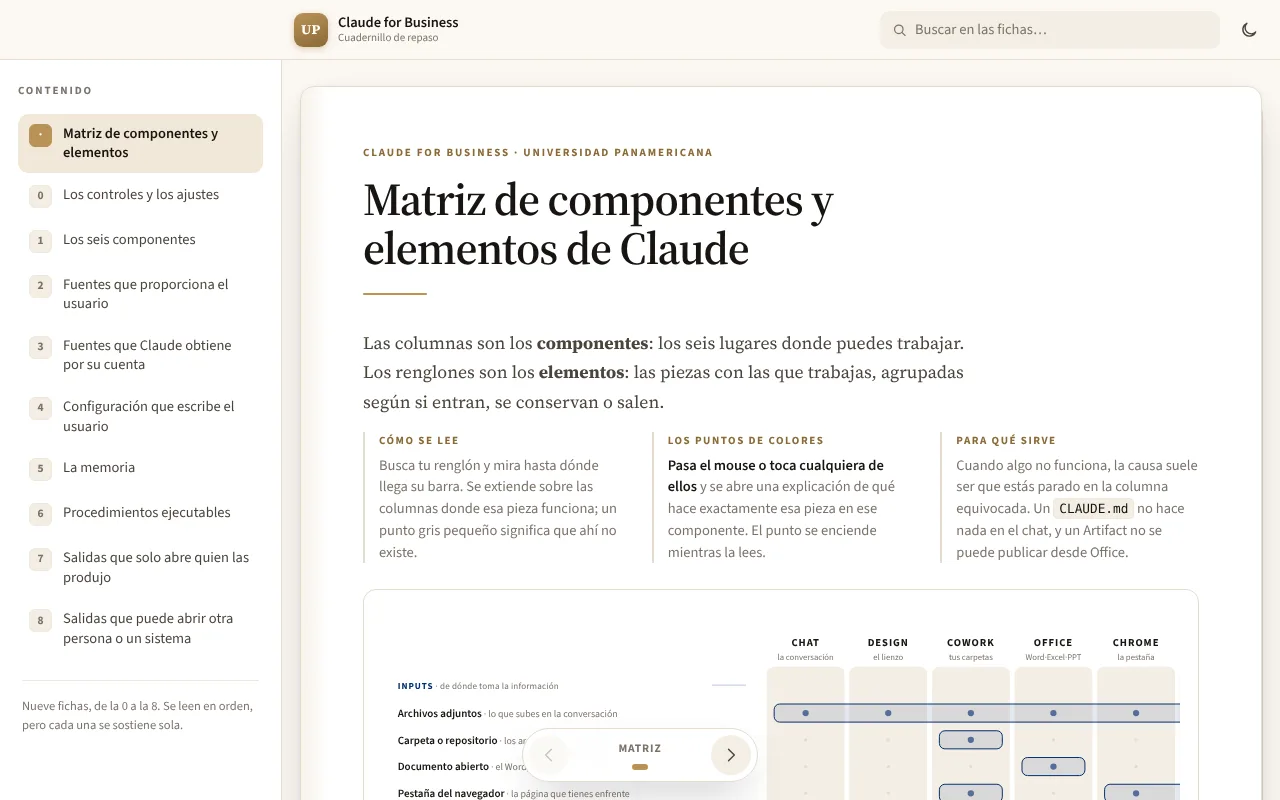 UP
Claude for Business
Cuadernillo de repaso
Buscar en las fichas…
CONTENIDO
Matriz de componentes y
elementos
0 Los controles y los ajustes
1 Los seis componentes
2 Fuentes que proporciona el
usuario
3 Fuentes que Claude obtiene
por su cuenta
4 Configuración que escribe el
usuario
5 La memoria
6 Procedimientos ejecutables
7 Salidas que solo abre quien las
produjo
8 Salidas que puede abrir otra
persona o un sistema
Nueve fichas, de la 0 a la 8. Se leen en orden,
pero cada una se sostiene sola.
CLAUDE FOR BUSINESS · UNIVERSIDAD PANAMERICANA
Matriz de componentes y
elementos de Claude
Las columnas son los componentes: los seis lugares donde puedes trabajar.
Los renglones son los elementos: las piezas con las que trabajas, agrupadas
según si entran, se conservan o salen.
CÓMO SE LEE
Busca tu renglón y mira hasta dónde
llega su barra. Se extiende sobre las
columnas donde esa pieza funciona; un
punto gris pequeño significa que ahí no
existe.
LOS PUNTOS DE COLORES
Pasa el mouse o toca cualquiera de
ellos y se abre una explicación de qué
hace exactamente esa pieza en ese
componente. El punto se enciende
mientras la lees.
PARA QUÉ SIRVE
Cuando algo no funciona, la causa suele
ser que estás parado en la columna
equivocada. Un CLAUDE.md no hace
nada en el chat, y un Artifact no se
puede publicar desde Office.
CHAT DESIGN COWORK OFFICE CHROME
la conversación el lienzo tus carpetas Word·Excel·PPT la pestaña
INPUTS · de dónde toma la información
Archivos adjuntos · lo que subes en la conversación
Carpeta o repositorio · los
Documento abierto · el
Pestaña del navegador · la página que tienes enfrente
MATRIZ